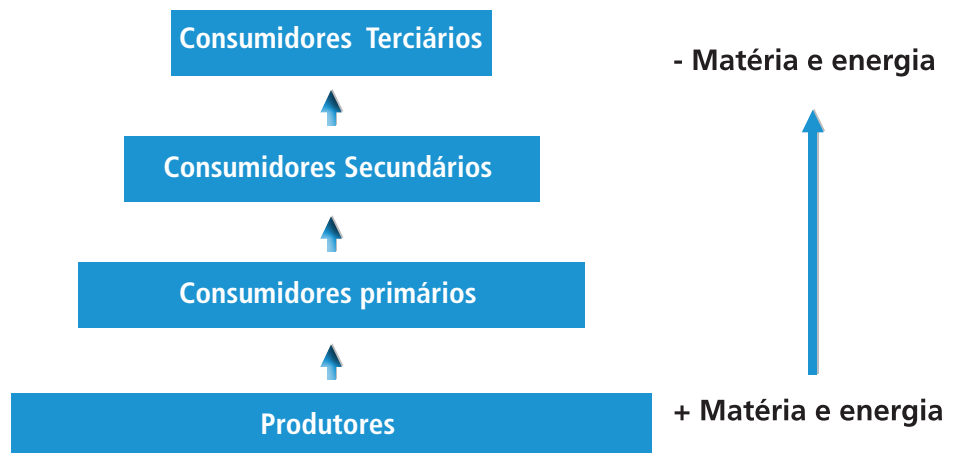 Consumidores Terciários
- Matéria e energia
Consumidores Secundários
Consumidores primários
Produtores
+ Matéria e energia